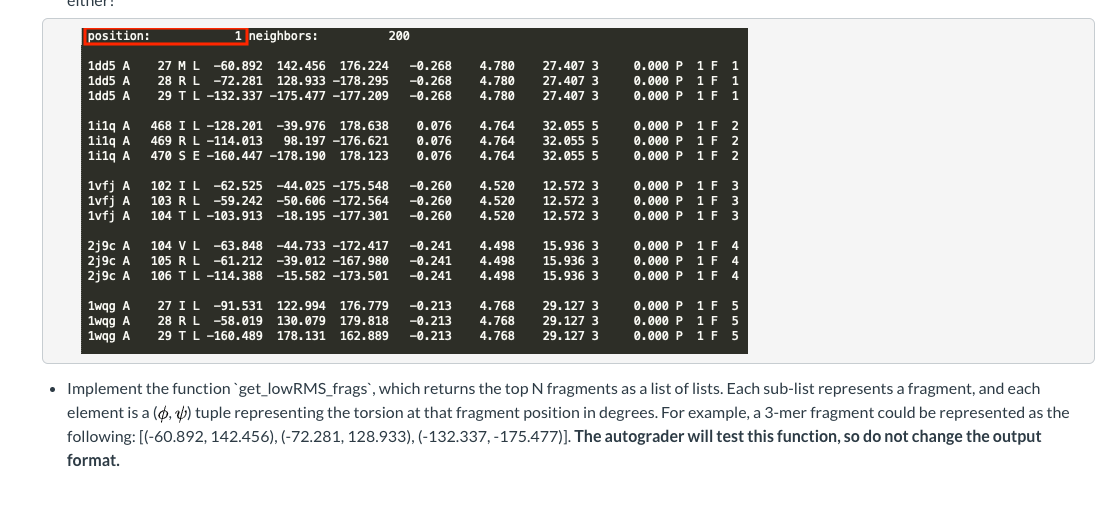 either!
position: 1 neighbors: 200
1dd5 A 27 M L -60.892 142.456 176.224 -0.268 4.780 27.407 3 0.000 P 1 F 1
1dd5 A 28 R L -72.281 128.933 -178.295 -0.268 4.780 27.407 3 0.000 P 1 F 1
1dd5 A 29 T L -132.337 -175.477 -177.209 -0.268 4.780 27.407 3 0.000 P 1 F 1
1i1q A 468 I L -128.201 -39.976 178.638 0.076 4.764 32.055 5 0.000 P 1 F 2
1i1q A 469 R L -114.013 98.197 -176.621 0.076 4.764 32.055 5 0.000 P 1 F 2
1i1q A 470 S E -160.447 -178.190 178.123 0.076 4.764 32.055 5 0.000 P 1 F 2
1vfj A 102 I L -62.525 -44.025 -175.548 -0.260 4.520 12.572 3 0.000 P 1 F 3
1vfj A 103 R L -59.242 -50.606 -172.564 -0.260 4.520 12.572 3 0.000 P 1 F 3
1vfj A 104 T L -103.913 -18.195 -177.301 -0.260 4.520 12.572 3 0.000 P 1 F 3
2j9c A 104 V L -63.848 -44.733 -172.417 -0.241 4.498 15.936 3 0.000 P 1 F 4
2j9c A 105 R L -61.212 -39.012 -167.980 -0.241 4.498 15.936 3 0.000 P 1 F 4
2j9c A 106 T L -114.388 -15.582 -173.501 -0.241 4.498 15.936 3 0.000 P 1 F 4
1wqg A 27 I L -91.531 122.994 176.779 -0.213 4.768 29.127 3 0.000 P 1 F 5
1wqg A 28 R L -58.019 130.079 179.818 -0.213 4.768 29.127 3 0.000 P 1 F 5
1wqg A 29 T L -160.489 178.131 162.889 -0.213 4.768 29.127 3 0.000 P 1 F 5
• Implement the function `get_lowRMS_frags`, which returns the top N fragments as a list of lists. Each sub-list represents a fragment, and each
element is a (ϕ, ψ) tuple representing the torsion at that fragment position in degrees. For example, a 3-mer fragment could be represented as the
following: [(-60.892, 142.456), (-72.281, 128.933), (-132.337, -175.477)]. The autograder will test this function, so do not change the output
format.